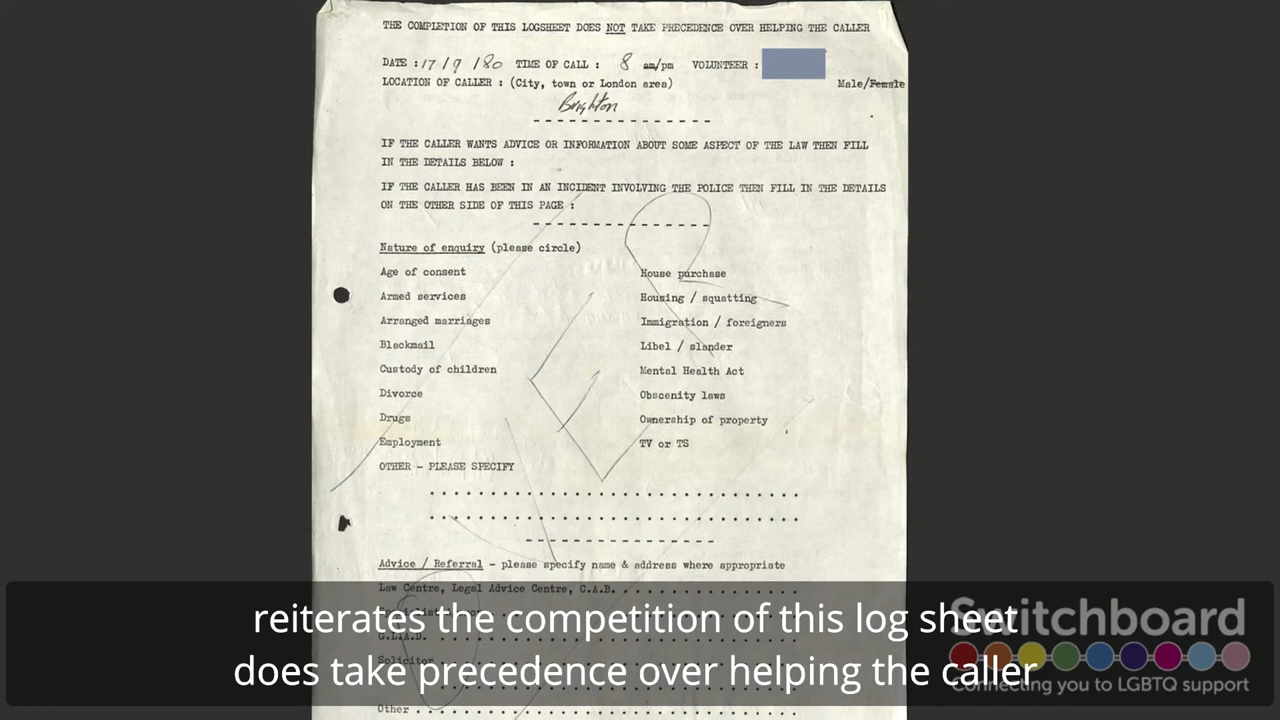 THE COMPLETION OF THIS LOGSHEET DOES NOT TAKE PRECEDENCE OVER HELPING THE CALLER
DATE : 17/9/80 TIME OF CALL : 8 am/pm VOLUNTEER :
LOCATION OF CALLER : (City, town or London area) Male/Female
Brighton
IF THE CALLER WANTS ADVICE OR INFORMATION ABOUT SOME ASPECT OF THE LAW THEN FILL
IN THE DETAILS BELOW :
IF THE CALLER HAS BEEN IN AN INCIDENT INVOLVING THE POLICE THEN FILL IN THE DETAILS
ON THE OTHER SIDE OF THIS PAGE :
Nature of enquiry (please circle)
Age of consent House purchase
Armed services Housing / squatting
Arranged marriages Immigration / foreigners
Blackmail Libel / slander
Custody of children Mental Health Act
Divorce Obscenity laws
Drugs Ownership of property
Employment TV or TS
OTHER - PLEASE SPECIFY
Advice / Referral - please specify name & address where appropriate
Law Centre, Legal Advice Centre, C.A.B.
Solicitor
Other
reiterates the competition of this log sheet
does take precedence over helping the caller
Switchboard
Connecting you to LGBTQ support